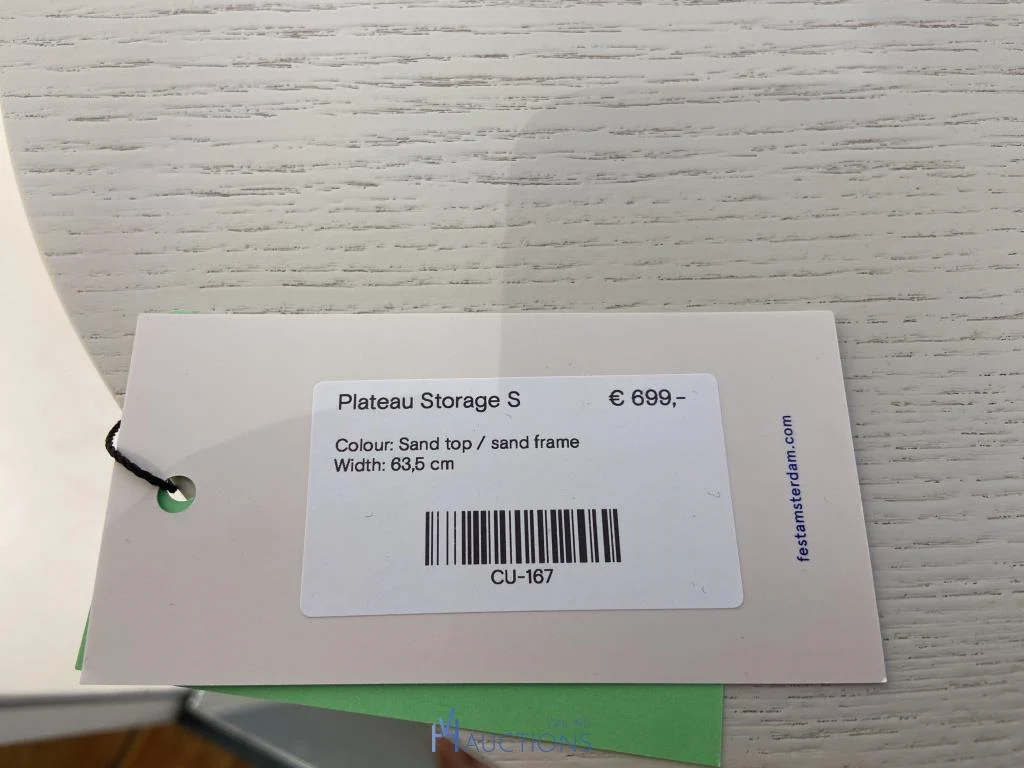 Plateau Storage S € 699,-
Colour: Sand top / sand frame
Width: 63,5 cm
CU-167
festamsterdam.com
AUCTIONS